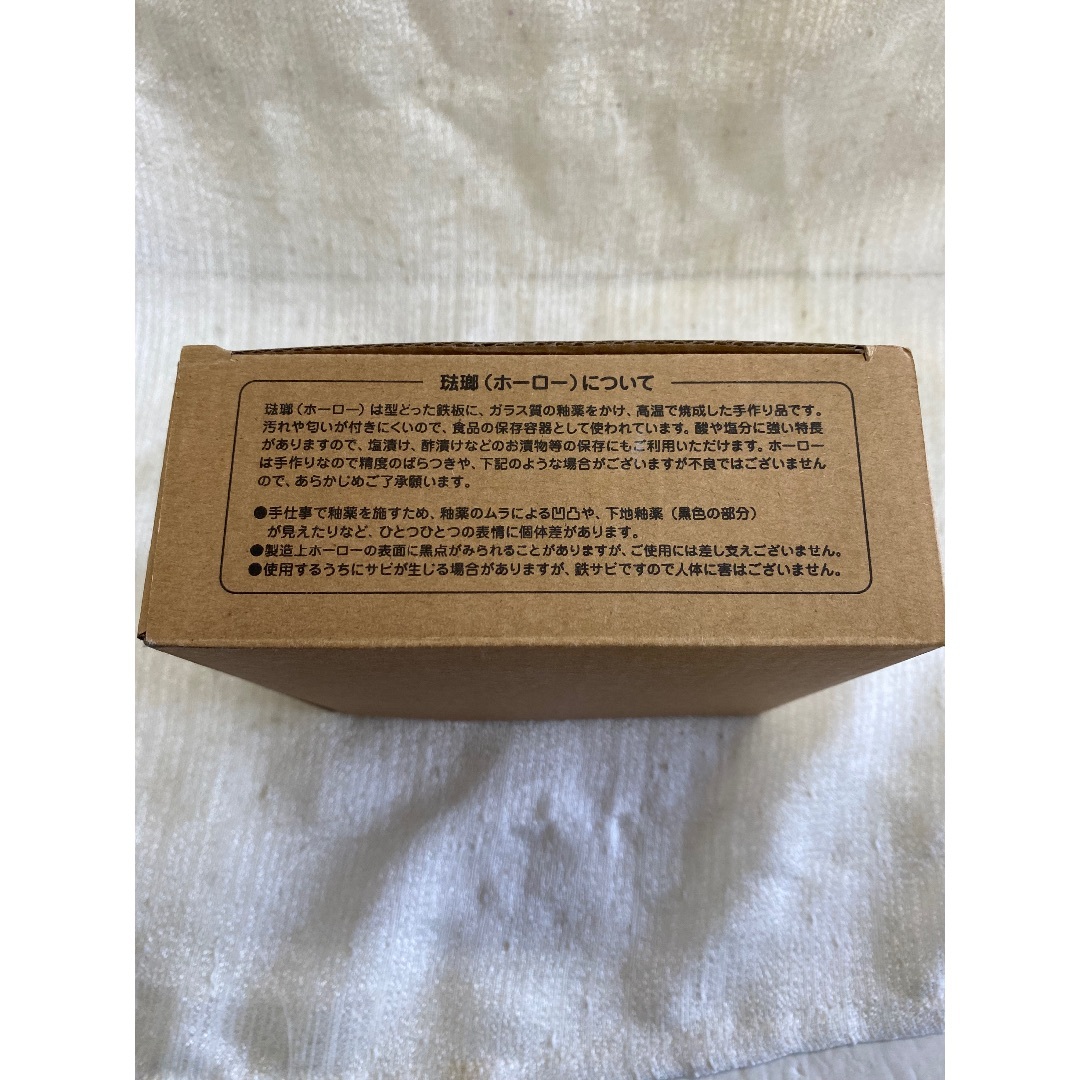 琺瑯（ホーロー）について
琺瑯（ホーロー）は型どった鉄板に、ガラス質の釉薬をかけ、高温で焼成した手作り品です。
汚れや匂いが付きにくいので、食品の保存容器として使われています。酸や塩分に強い特長
がありますので、塩漬け、酢漬けなどのお漬物等の保存にもご利用いただけます。ホーロー
は手作りなので精度のばらつきや、下記のような場合がございますが不良ではございません
ので、あらかじめご了承願います。
●手仕事で釉薬を施すため、釉薬のムラによる凹凸や、下地釉薬（黒色の部分）
が見えたりなど、ひとつひとつの表情に個体差があります。
●製造上ホーローの表面に黒点がみられることがありますが、ご使用には差し支えございません。
●使用するうちにサビが生じる場合がありますが、鉄サビですので人体に害はございません。